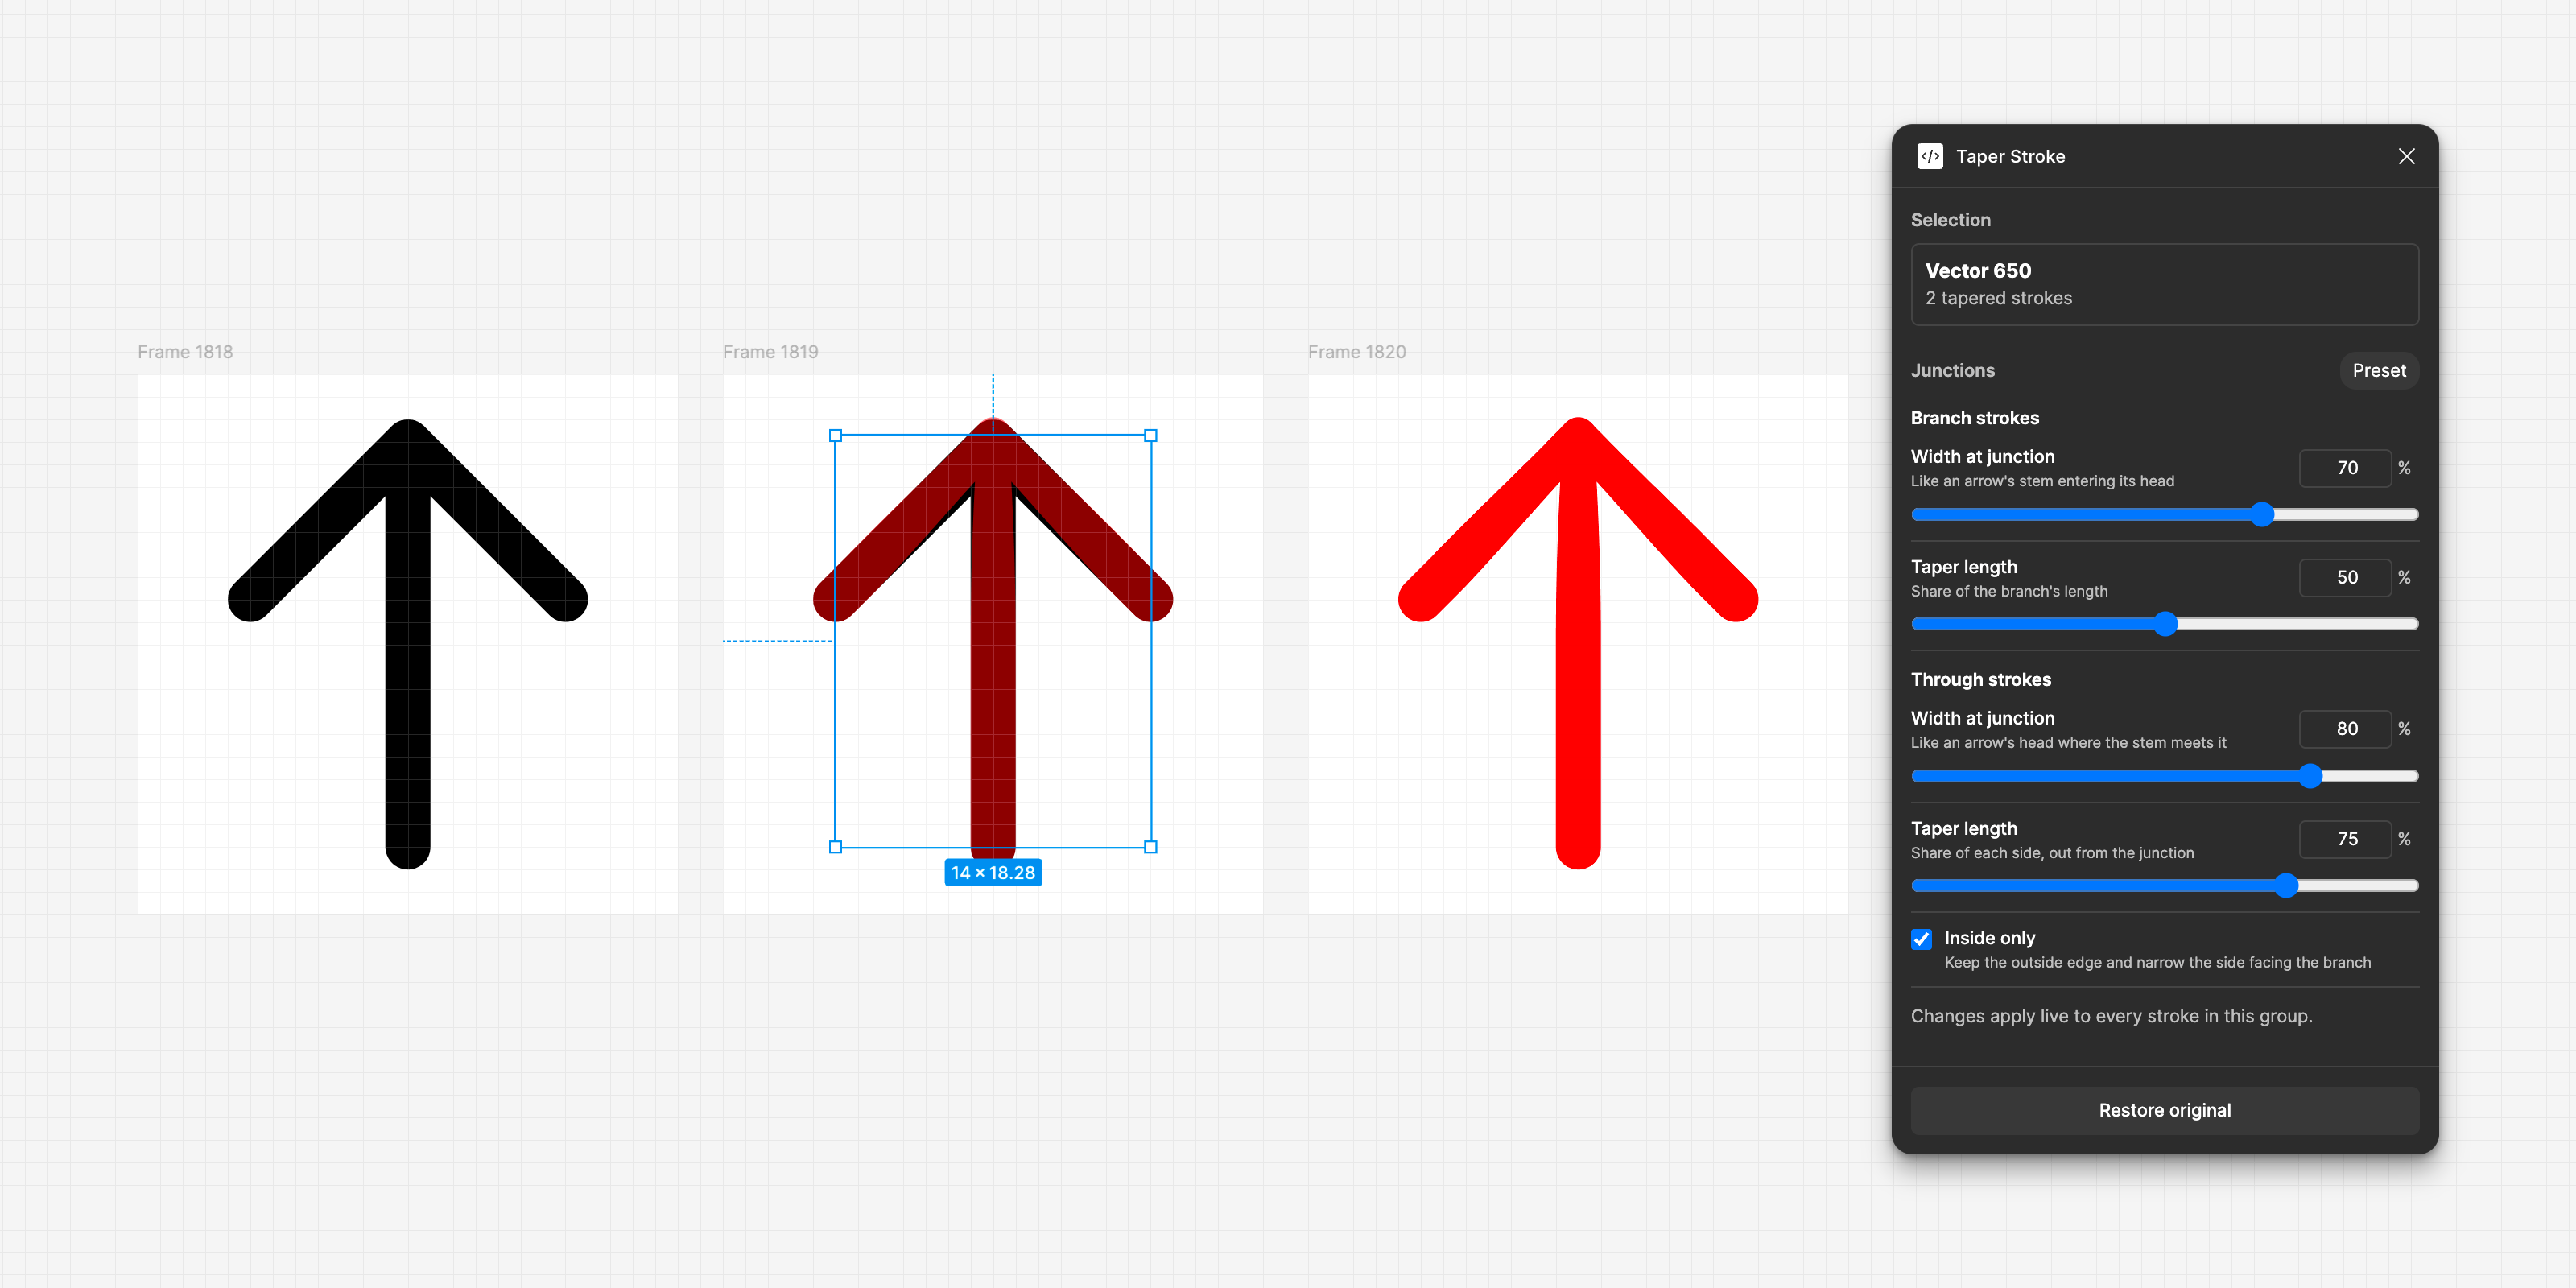 Frame 1818
Frame 1819
Frame 1820
14 × 18.28
Taper Stroke
Selection
Vector 650
2 tapered strokes
Junctions
Preset
Branch strokes
Width at junction
Like an arrow's stem entering its head
70 %
Taper length
Share of the branch's length
50 %
Through strokes
Width at junction
Like an arrow's head where the stem meets it
80 %
Taper length
Share of each side, out from the junction
75 %
Inside only
Keep the outside edge and narrow the side facing the branch
Changes apply live to every stroke in this group.
Restore original